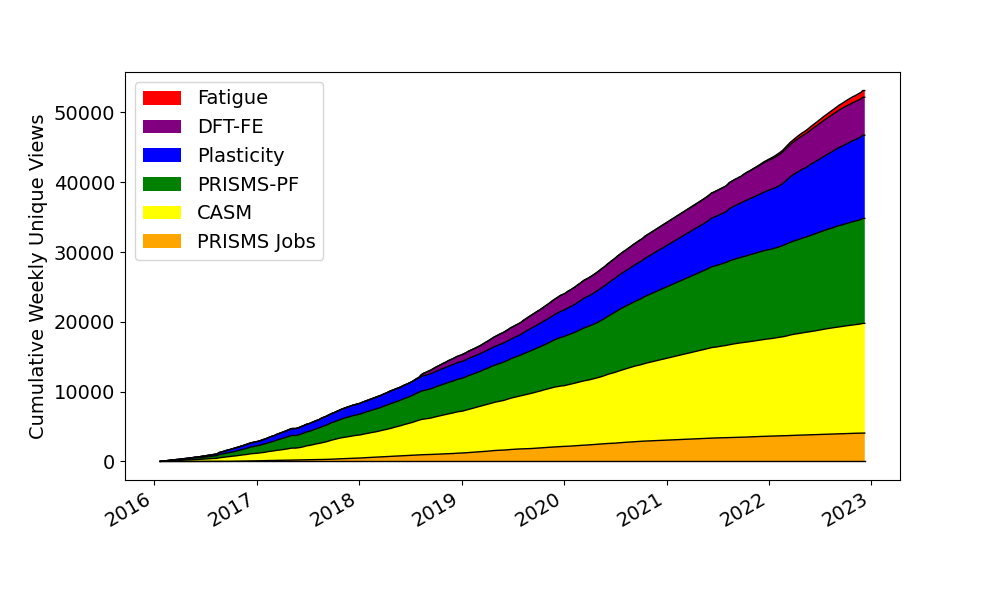 Cumulative Weekly Unique Views
50000
40000
30000
20000
10000
0
Fatigue
DFT-FE
Plasticity
PRISMS-PF
CASM
PRISMS Jobs
2016
2017
2018
2019
2020
2021
2022
2023